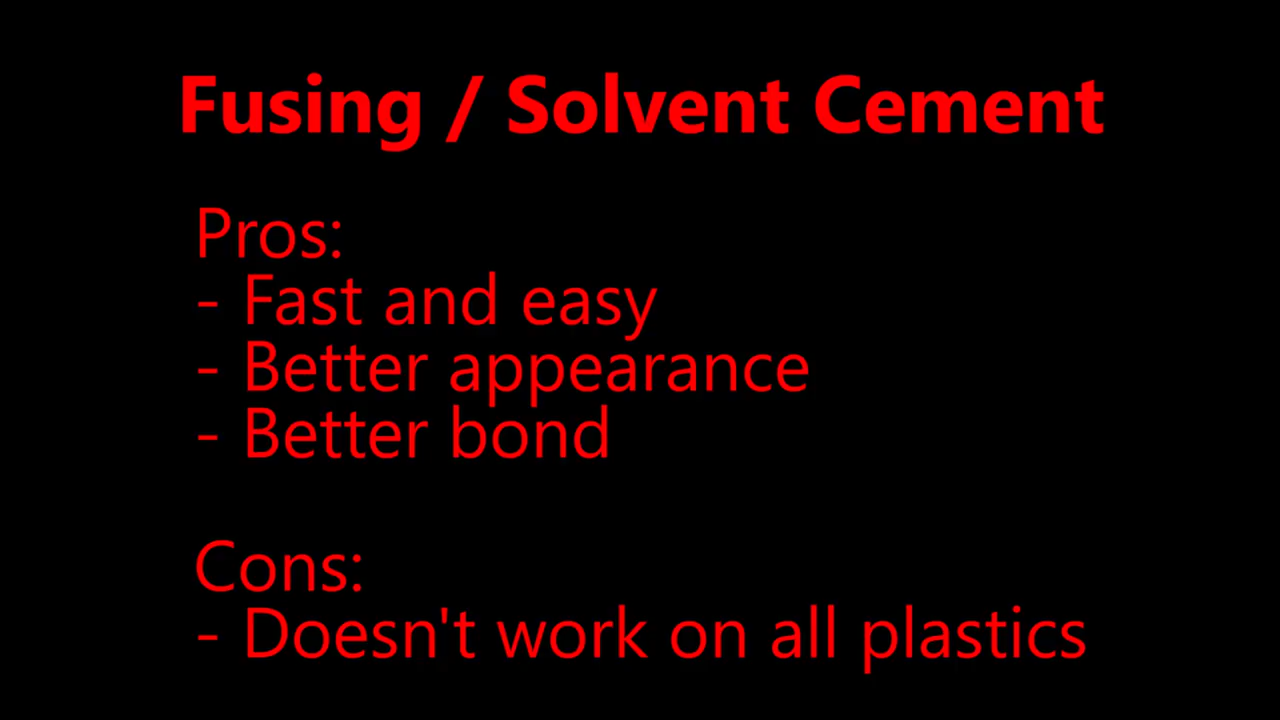 Fusing / Solvent Cement
Pros:
- Fast and easy
- Better appearance
- Better bond
Cons:
- Doesn't work on all plastics